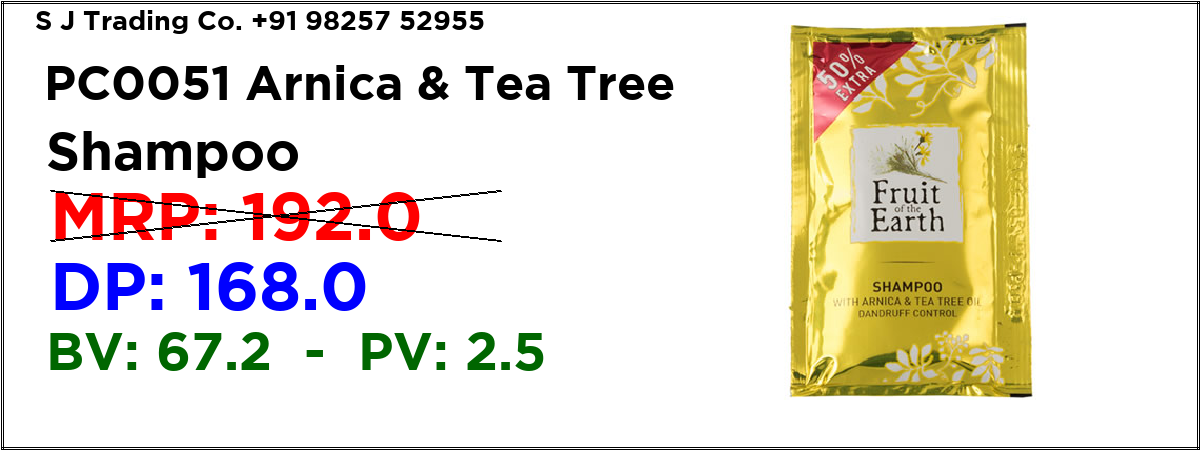 S J Trading Co. +91 98257 52955
PC0051 Arnica & Tea Tree
Shampoo
MRP: 192.0
DP: 168.0
BV: 67.2 - PV: 2.5
50%
EXTRA
Fruit
of the
Earth
SHAMPOO
WITH ARNICA & TEA TREE OIL
DANDRUFF CONTROL